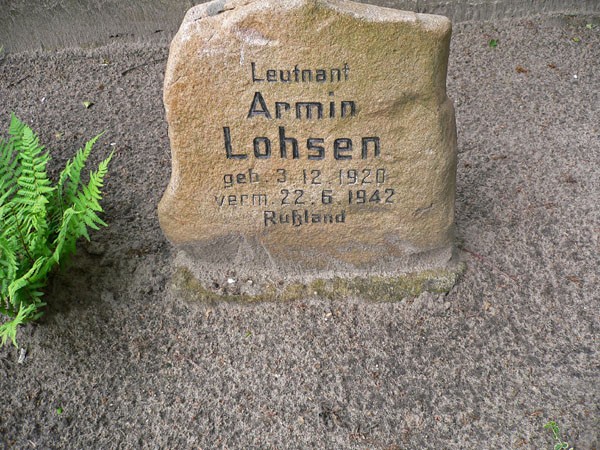 Leutnant
Armin
Lohsen
geb. 3. 12. 1920
verm. 22. 6. 1942
Rußland